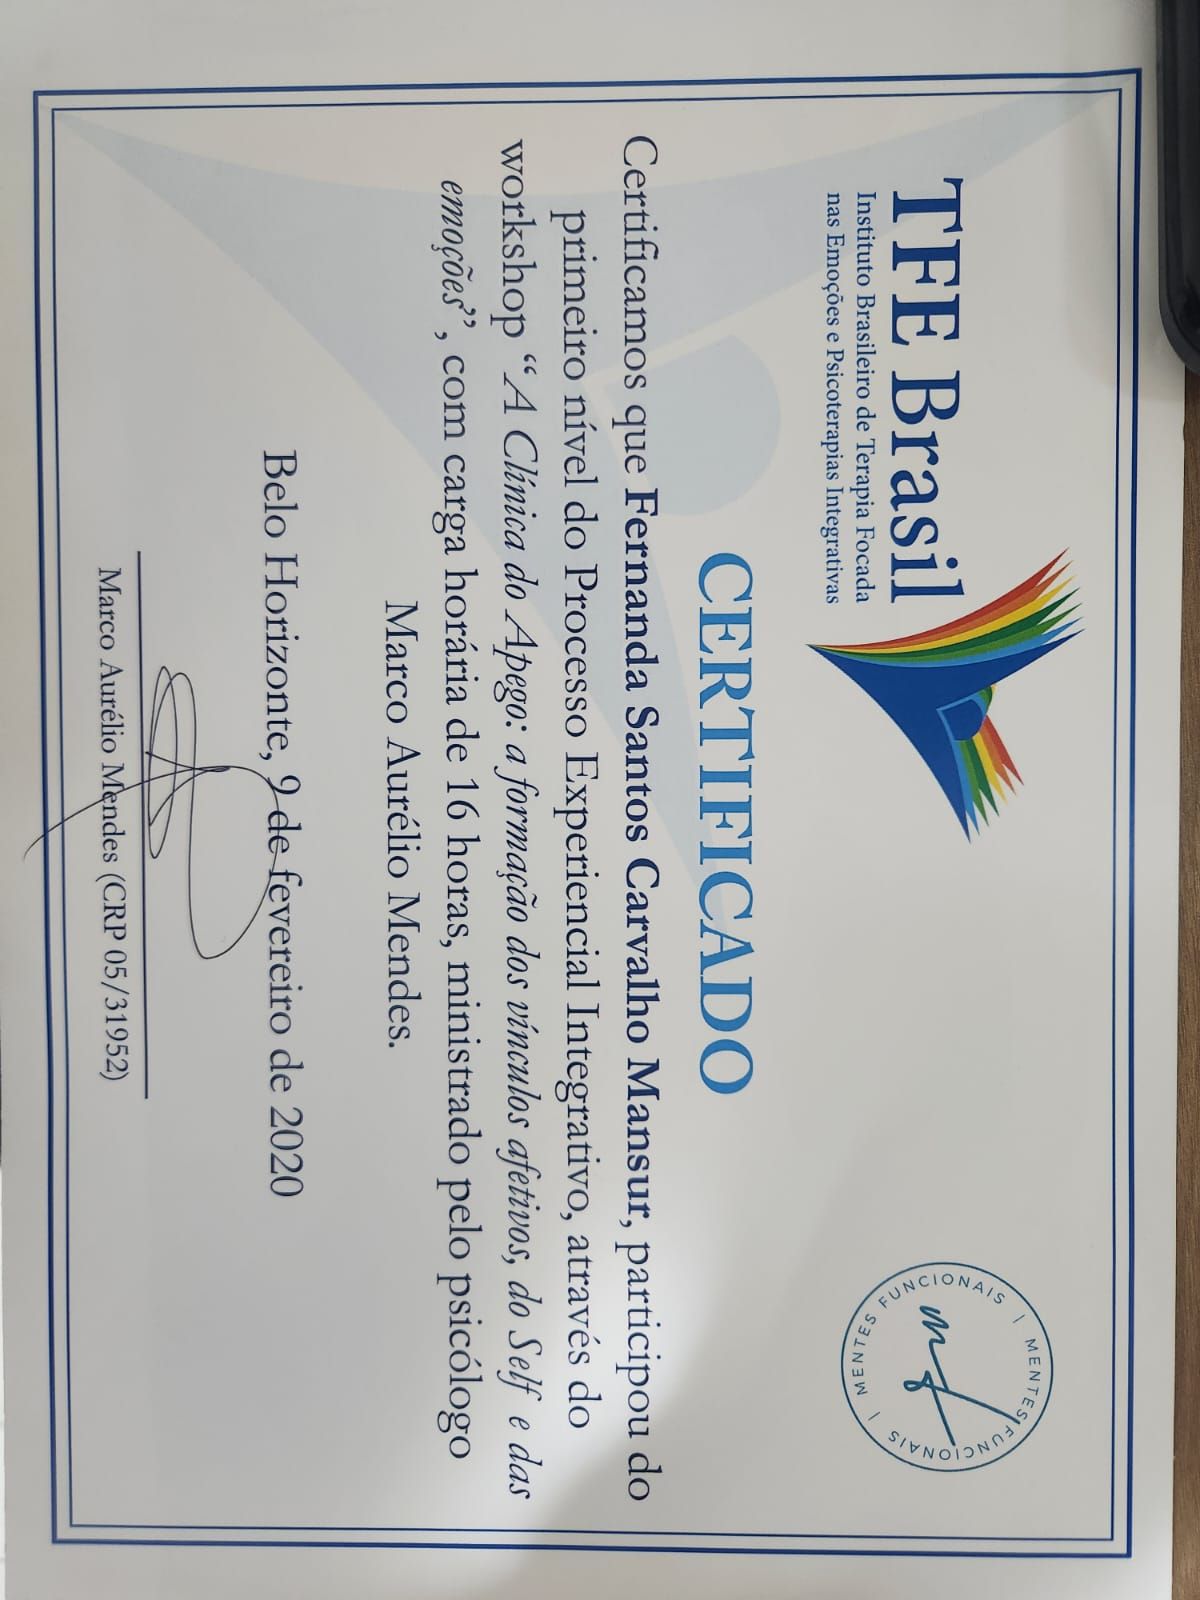 TFE Brasil
Instituto Brasileiro de Terapia Focada
nas Emoções e Psicoterapias Integrativas
MENTES FUNCIONAIS | MENTES FUNCIONAIS |
mf
CERTIFICADO
Certificamos que Fernanda Santos Carvalho Mansur, participou do
primeiro nível do Processo Experiencial Integrativo, através do
workshop “A Clínica do Apego: a formação dos vínculos afetivos, do Self e das
emoções”, com carga horária de 16 horas, ministrado pelo psicólogo
Marco Aurélio Mendes.
Belo Horizonte, 9 de fevereiro de 2020
Marco Aurélio Mendes (CRP 05/31952)